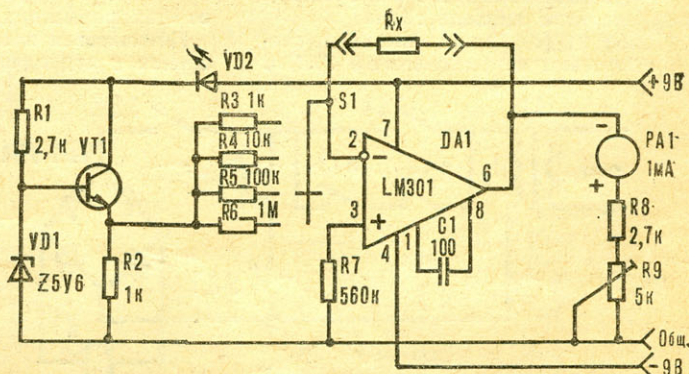 Rx
VD2
+9В
R1
2,7к
VT1
R3 1к
R4 10к
R5 100к
R6 1М
S1
2
7
DA1
-
6
LM301
3
+
4
1
C1
100
8
-
PA1
1мА
+
R8
2,7к
R9
5к
VD1
Z5V6
R2
1к
R7
560к
Общ.
-9В